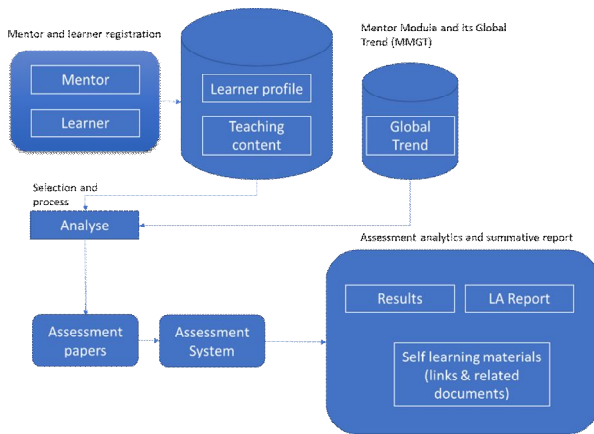 Mentor and learner registration
Mentor
Learner
Learner profile
Teaching
content
Mentor Module and its Global
Trend (MMGT)
Global
Trend
Selection and
process
Analyse
Assessment
papers
Assessment
System
Assessment analytics and summative report
Results
LA Report
Self learning materials
(links & related
documents)